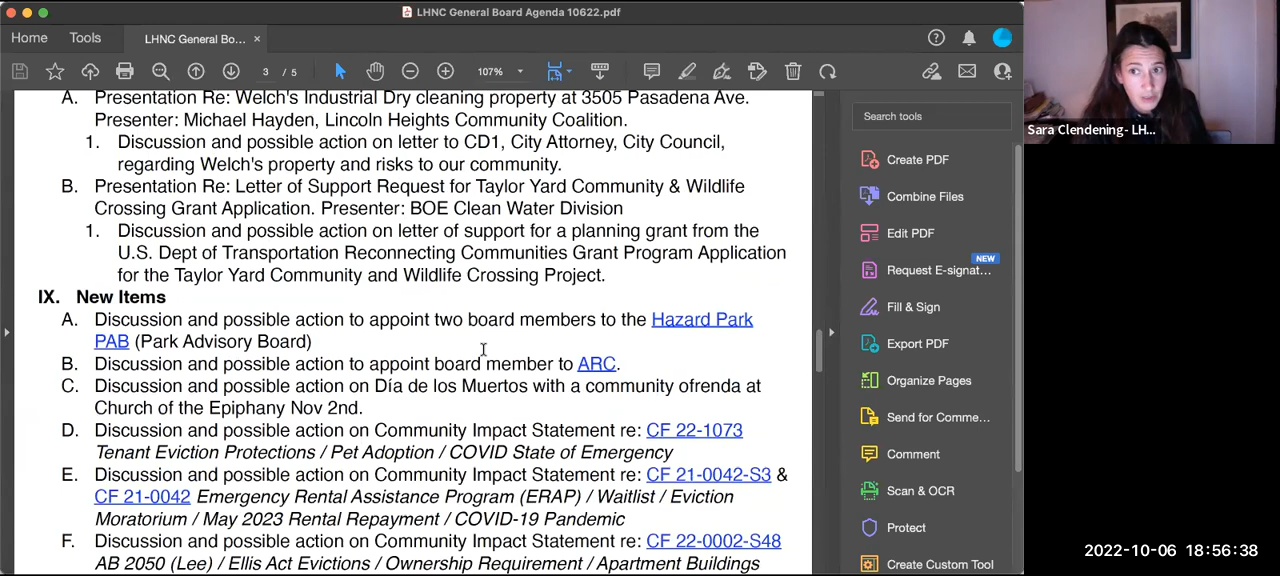 LHNC General Board Agenda 10622.pdf
Home
Tools
LHNC General Bo... ×
3 / 5
107%
A. Presentation Re: Welch's Industrial Dry cleaning property at 3505 Pasadena Ave.
Presenter: Michael Hayden, Lincoln Heights Community Coalition.
1. Discussion and possible action on letter to CD1, City Attorney, City Council,
regarding Welch's property and risks to our community.
B. Presentation Re: Letter of Support Request for Taylor Yard Community & Wildlife
Crossing Grant Application. Presenter: BOE Clean Water Division
1. Discussion and possible action on letter of support for a planning grant from the
U.S. Dept of Transportation Reconnecting Communities Grant Program Application
for the Taylor Yard Community and Wildlife Crossing Project.
IX. New Items
A. Discussion and possible action to appoint two board members to the Hazard Park
PAB (Park Advisory Board)
B. Discussion and possible action to appoint board member to ARC.
C. Discussion and possible action on Día de los Muertos with a community ofrenda at
Church of the Epiphany Nov 2nd.
D. Discussion and possible action on Community Impact Statement re: CF 22-1073
Tenant Eviction Protections / Pet Adoption / COVID State of Emergency
E. Discussion and possible action on Community Impact Statement re: CF 21-0042-S3 &
CF 21-0042 Emergency Rental Assistance Program (ERAP) / Waitlist / Eviction
Moratorium / May 2023 Rental Repayment / COVID-19 Pandemic
F. Discussion and possible action on Community Impact Statement re: CF 22-0002-S48
AB 2050 (Lee) / Ellis Act Evictions / Ownership Requirement / Apartment Buildings
Search tools
Create PDF
Combine Files
Edit PDF
NEW
Request E-signat...
Fill & Sign
Export PDF
Organize Pages
Send for Comme...
Comment
Scan & OCR
Protect
Create Custom Tool
Sara Clendening- LH...
2022-10-06 18:56:38